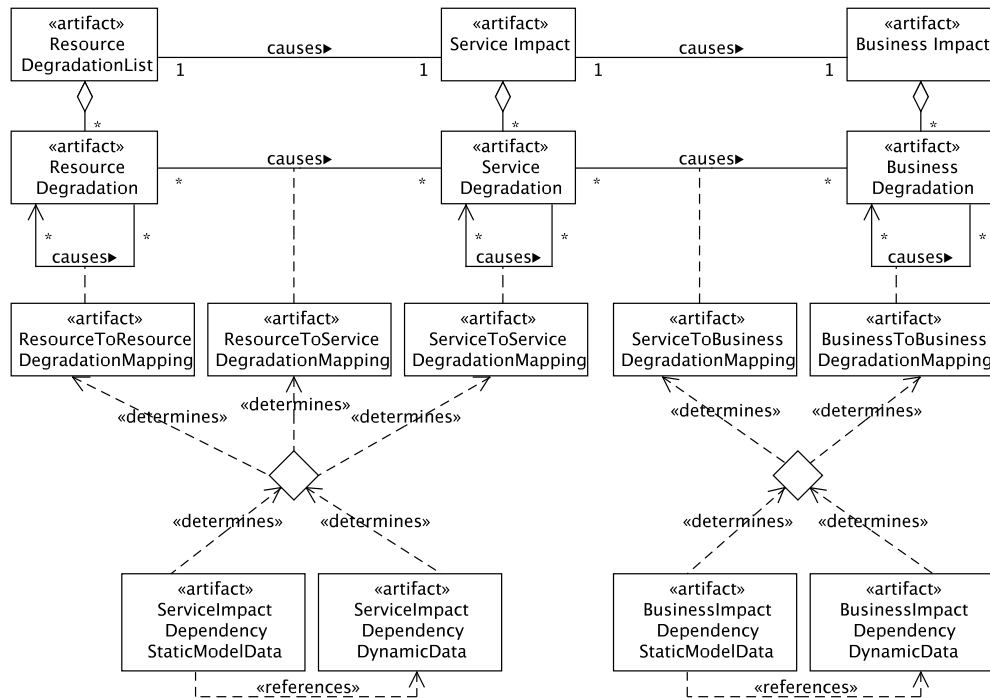 «artifact»
Resource
DegradationList
causes▶
1
1
«artifact»
Service Impact
causes▶
1
1
«artifact»
Business Impact
*
*
*
«artifact»
Resource
Degradation
causes▶
*
*
«artifact»
Service
Degradation
causes▶
*
*
«artifact»
Business
Degradation
*
*
causes▶
*
*
causes▶
*
*
causes▶
«artifact»
ResourceToResource
DegradationMapping
«artifact»
ResourceToService
DegradationMapping
«artifact»
ServiceToService
DegradationMapping
«artifact»
ServiceToBusiness
DegradationMapping
«artifact»
BusinessToBusiness
DegradationMapping
«determines»
«determines»
«determines»
«determines»
«determines»
«determines»
«determines»
«determines»
«determines»
«artifact»
ServiceImpact
Dependency
StaticModelData
«artifact»
ServiceImpact
Dependency
DynamicData
«artifact»
BusinessImpact
Dependency
StaticModelData
«artifact»
BusinessImpact
Dependency
DynamicData
«references»
«references»